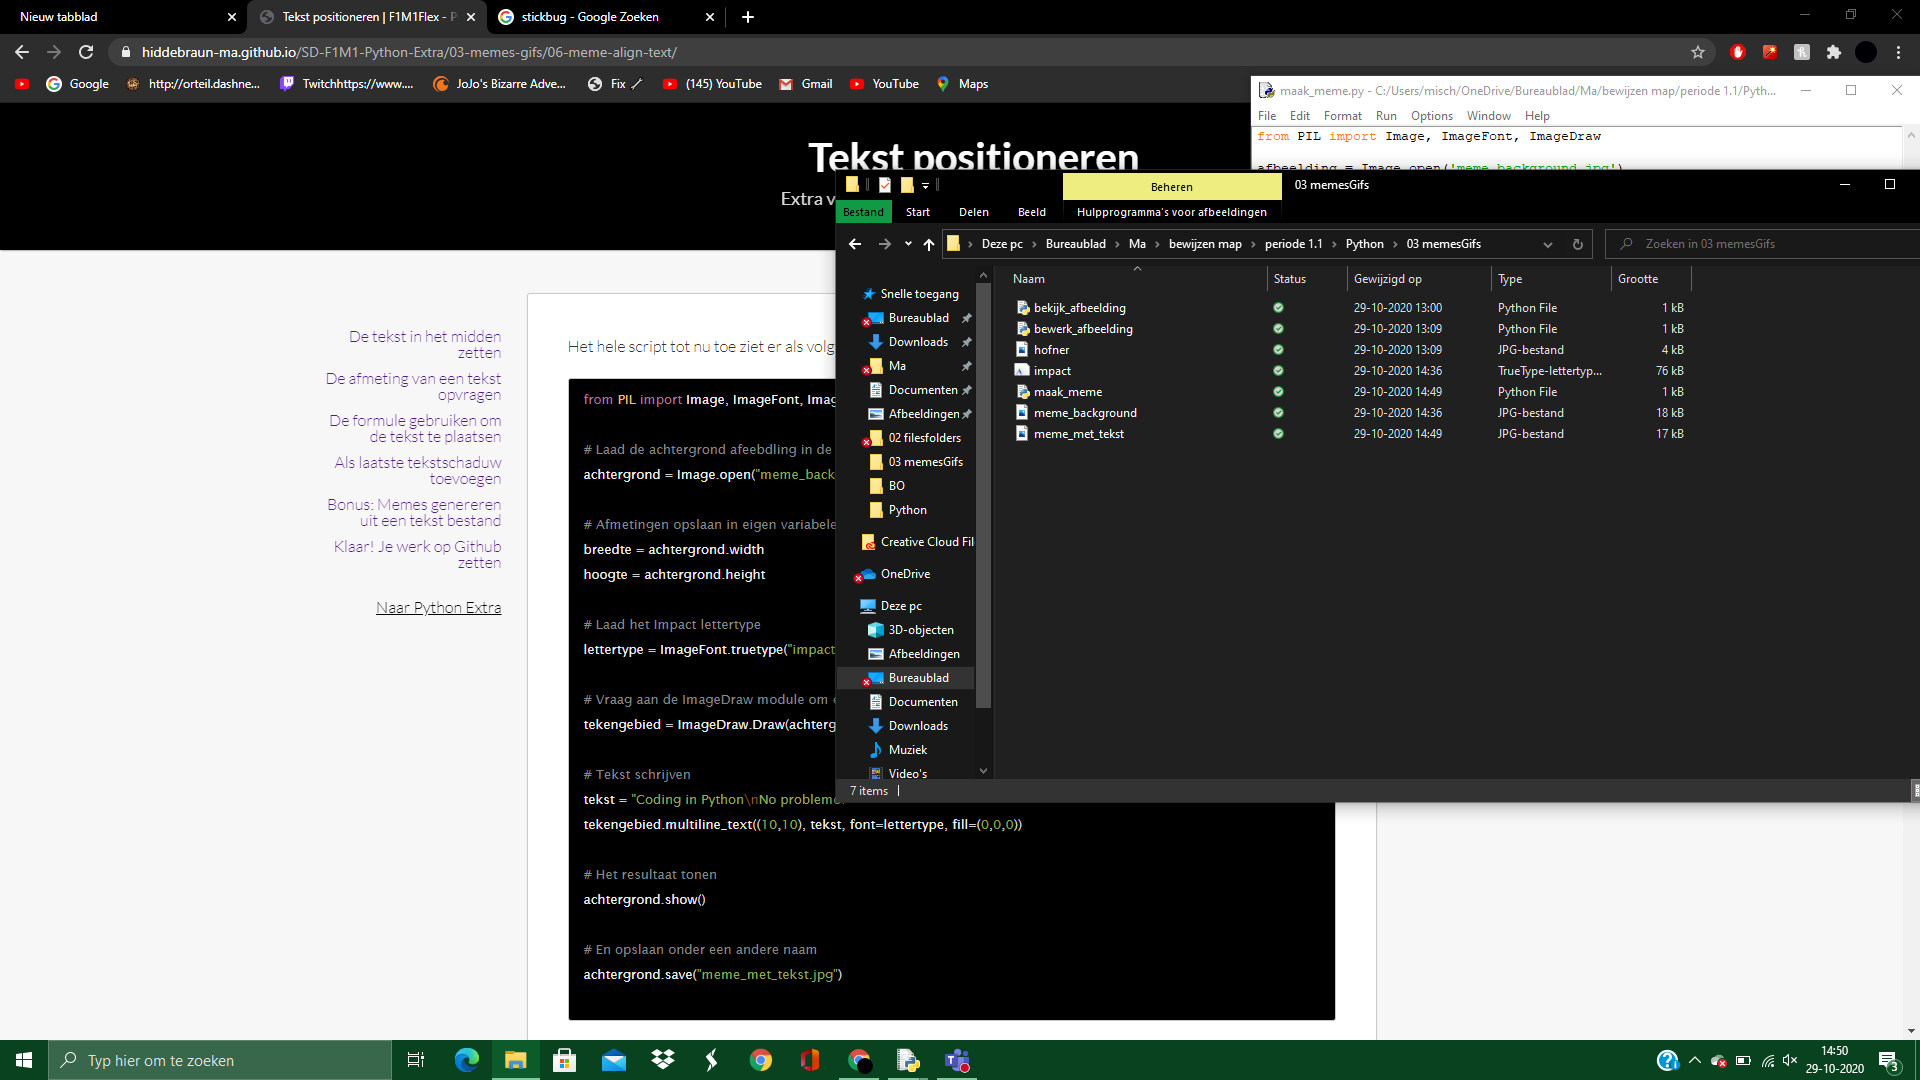 Nieuw tabblad
Tekst positioneren | F1M1Flex - P
stickbug - Google Zoeken
hiddebraun-ma.github.io/SD-F1M1-Python-Extra/03-memes-gifs/06-meme-align-text/
Google
http://orteil.dashne...
Twitchhttps://www....
JoJo's Bizarre Adve...
Fix
(145) YouTube
Gmail
YouTube
Maps
maak_meme.py - C:/Users/misch/OneDrive/Bureaublad/Ma/bewijzen map/periode 1.1/Pyth...
File Edit Format Run Options Window Help
from PIL import Image, ImageFont, ImageDraw
afbeelding = Image.open('meme_background.jpg')
Tekst positioneren
Extra v
Beheren
03 memesGifs
Bestand Start Delen Beeld Hulpprogramma's voor afbeeldingen
Deze pc > Bureaublad > Ma > bewijzen map > periode 1.1 > Python > 03 memesGifs
Zoeken in 03 memesGifs
Naam Status Gewijzigd op Type Grootte
bekijk_afbeelding 29-10-2020 13:00 Python File 1 kB
bewerk_afbeelding 29-10-2020 13:09 Python File 1 kB
hofner 29-10-2020 13:09 JPG-bestand 4 kB
impact 29-10-2020 14:36 TrueType-lettertyp... 76 kB
maak_meme 29-10-2020 14:49 Python File 1 kB
meme_background 29-10-2020 14:36 JPG-bestand 18 kB
meme_met_tekst 29-10-2020 14:49 JPG-bestand 17 kB
Snelle toegang
Bureaublad
Downloads
Ma
Documenten
Afbeeldingen
02 filesfolders
03 memesGifs
BO
Python
Creative Cloud Fil
OneDrive
Deze pc
3D-objecten
Afbeeldingen
Bureaublad
Documenten
Downloads
Muziek
Video's
7 items
De tekst in het midden
zetten
De afmeting van een tekst
opvragen
De formule gebruiken om
de tekst te plaatsen
Als laatste tekstschaduw
toevoegen
Bonus: Memes genereren
uit een tekst bestand
Klaar! Je werk op Github
zetten
Naar Python Extra
Het hele script tot nu toe ziet er als volg
from PIL import Image, ImageFont, Imag
# Laad de achtergrond afeebdling in de
achtergrond = Image.open("meme_back
# Afmetingen opslaan in eigen variabele
breedte = achtergrond.width
hoogte = achtergrond.height
# Laad het Impact lettertype
lettertype = ImageFont.truetype("impact
# Vraag aan de ImageDraw module om e
tekengebied = ImageDraw.Draw(achterg
# Tekst schrijven
tekst = "Coding in Python\nNo probleme
tekengebied.multiline_text((10,10), tekst, font=lettertype, fill=(0,0,0))
# Het resultaat tonen
achtergrond.show()
# En opslaan onder een andere naam
achtergrond.save("meme_met_tekst.jpg")
Typ hier om te zoeken
14:50
29-10-2020
3